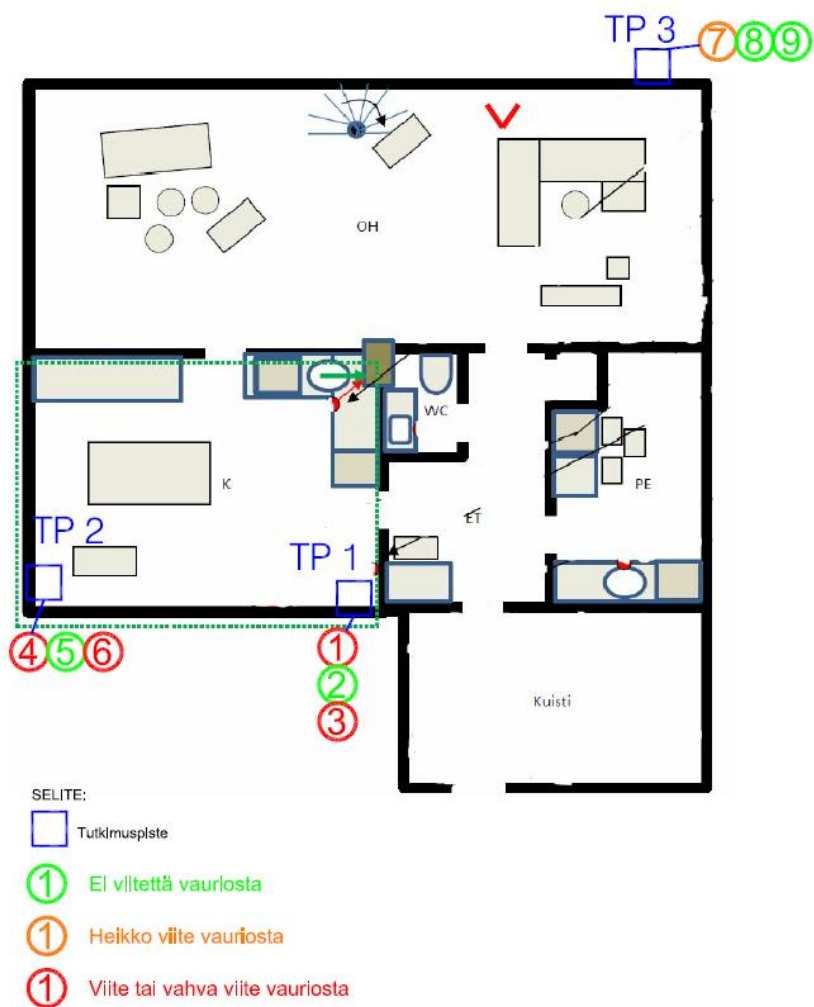 TP 3
7 8 9
OH
WC
K
PE
ET
TP 2
TP 1
4 5 6
1
2
3
Kuisti
SELITE:
Tutkimuspiste
1 Ei viitettä vauriosta
1 Heikko viite vauriosta
1 Viite tai vahva viite vauriosta